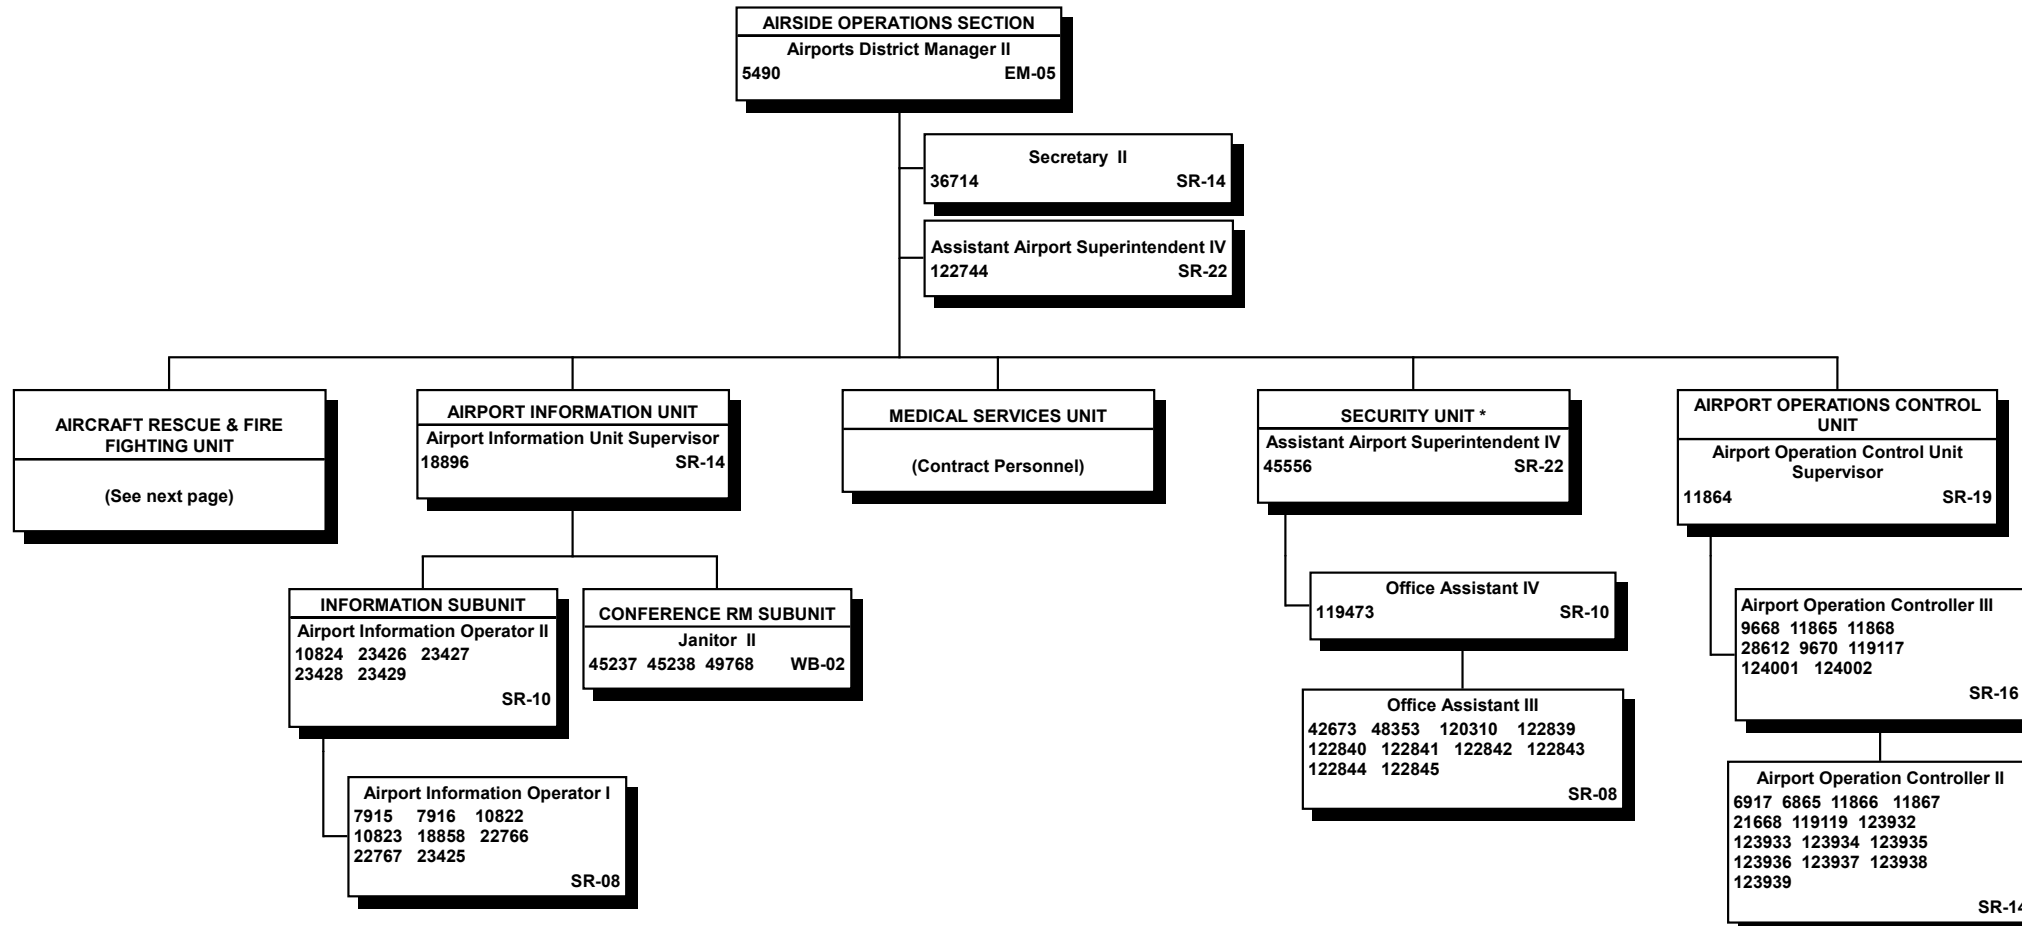 AIRSIDE OPERATIONS SECTION
Airports District Manager II
5490 EM-05
Secretary II
36714 SR-14
Assistant Airport Superintendent IV
122744 SR-22
AIRCRAFT RESCUE & FIRE
FIGHTING UNIT
(See next page)
AIRPORT INFORMATION UNIT
Airport Information Unit Supervisor
18896 SR-14
MEDICAL SERVICES UNIT
(Contract Personnel)
SECURITY UNIT *
Assistant Airport Superintendent IV
45556 SR-22
AIRPORT OPERATIONS CONTROL
UNIT
Airport Operation Control Unit
Supervisor
11864 SR-19
INFORMATION SUBUNIT
Airport Information Operator II
10824 23426 23427
23428 23429
SR-10
CONFERENCE RM SUBUNIT
Janitor II
45237 45238 49768 WB-02
Airport Information Operator I
7915 7916 10822
10823 18858 22766
22767 23425
SR-08
Office Assistant IV
119473 SR-10
Office Assistant III
42673 48353 120310 122839
122840 122841 122842 122843
122844 122845
SR-08
Airport Operation Controller III
9668 11865 11868
28612 9670 119117
124001 124002
SR-16
Airport Operation Controller II
6917 6865 11866 11867
21668 119119 123932
123933 123934 123935
123936 123937 123938
123939
SR-14